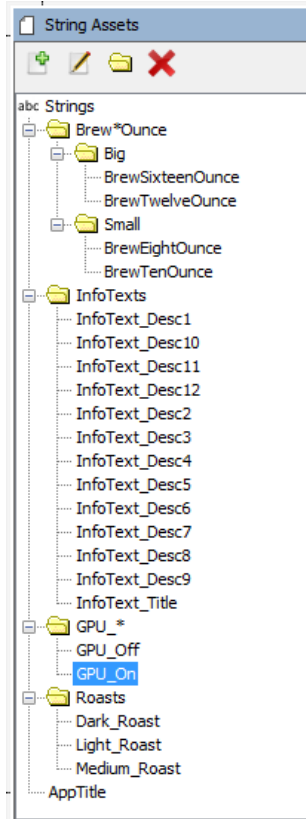 String Assets
abc Strings
Brew*Ounce
Big
BrewSixteenOunce
BrewTwelveOunce
Small
BrewEightOunce
BrewTenOunce
InfoTexts
InfoText_Desc1
InfoText_Desc10
InfoText_Desc11
InfoText_Desc12
InfoText_Desc2
InfoText_Desc3
InfoText_Desc4
InfoText_Desc5
InfoText_Desc6
InfoText_Desc7
InfoText_Desc8
InfoText_Desc9
InfoText_Title
GPU_*
GPU_Off
GPU_On
Roasts
Dark_Roast
Light_Roast
Medium_Roast
AppTitle